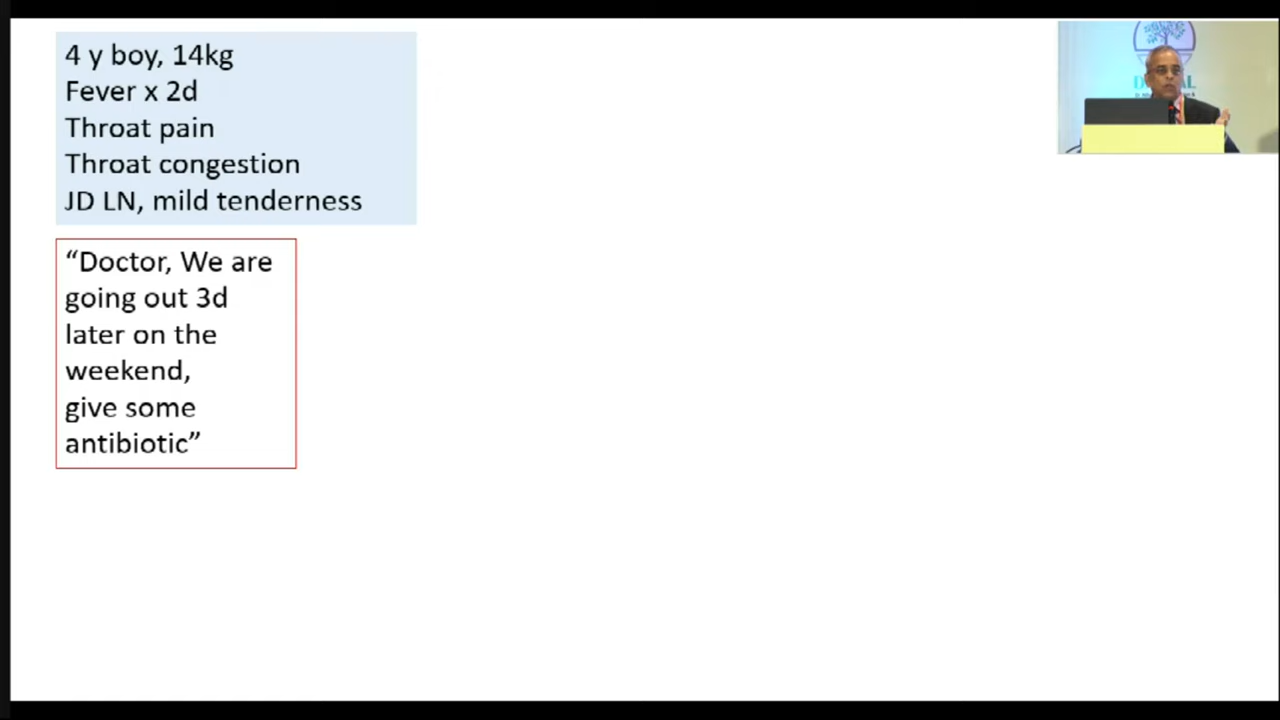 4 y boy, 14kg
Fever x 2d
Throat pain
Throat congestion
JD LN, mild tenderness
“Doctor, We are
going out 3d
later on the
weekend,
give some
antibiotic”